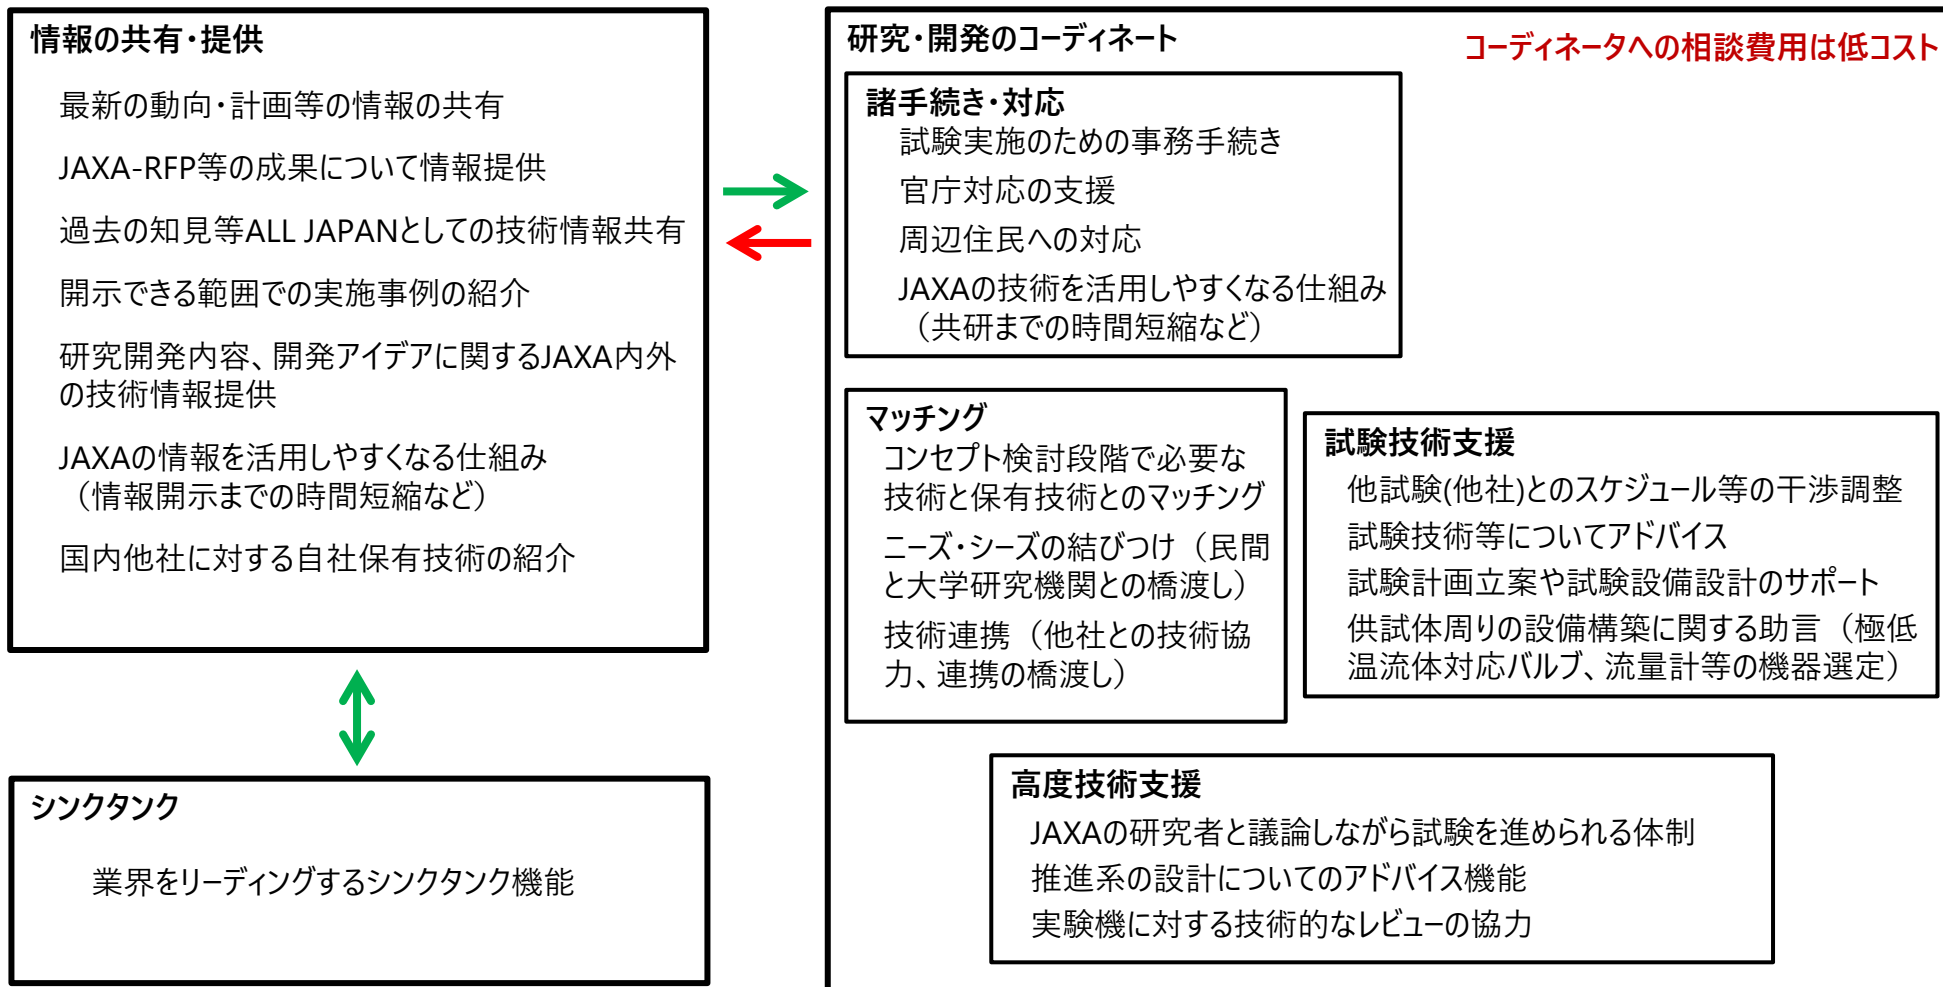 情報の共有・提供
最新の動向・計画等の情報の共有
JAXA-RFP等の成果について情報提供
過去の知見等ALL JAPANとしての技術情報共有
開示できる範囲での実施事例の紹介
研究開発内容、開発アイデアに関するJAXA内外
の技術情報提供
JAXAの情報を活用しやすくなる仕組み
（情報開示までの時間短縮など）
国内他社に対する自社保有技術の紹介
シンクタンク
業界をリーディングするシンクタンク機能
研究・開発のコーディネート
コーディネータへの相談費用は低コスト
諸手続き・対応
試験実施のための事務手続き
官庁対応の支援
周辺住民への対応
JAXAの技術を活用しやすくなる仕組み
（共研までの時間短縮など）
マッチング
コンセプト検討段階で必要な
技術と保有技術とのマッチング
ニーズ・シーズの結びつけ（民間
と大学研究機関との橋渡し）
技術連携（他社との技術協
力、連携の橋渡し）
試験技術支援
他試験(他社)とのスケジュール等の干渉調整
試験技術等についてアドバイス
試験計画立案や試験設備設計のサポート
供試体周りの設備構築に関する助言（極低
温流体対応バルブ、流量計等の機器選定）
高度技術支援
JAXAの研究者と議論しながら試験を進められる体制
推進系の設計についてのアドバイス機能
実験機に対する技術的なレビューの協力